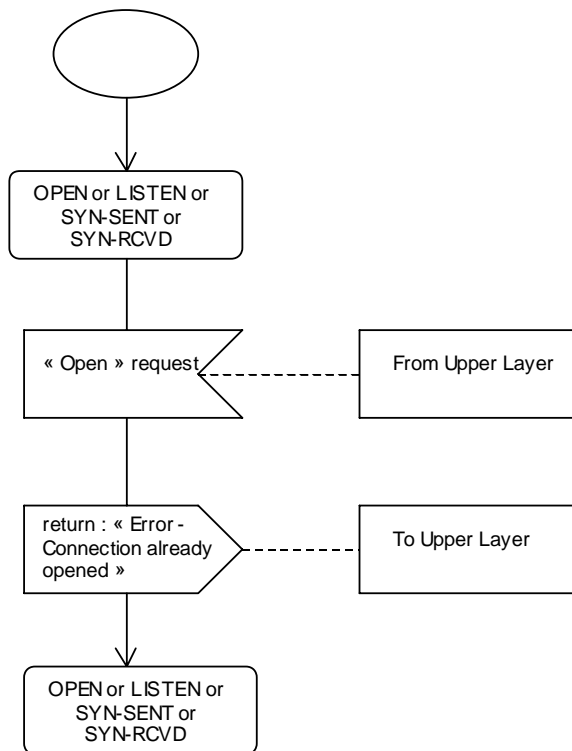 OPEN or LISTEN or
SYN-SENT or
SYN-RCVD
« Open » request
From Upper Layer
return : « Error -
Connection already
opened »
To Upper Layer
OPEN or LISTEN or
SYN-SENT or
SYN-RCVD